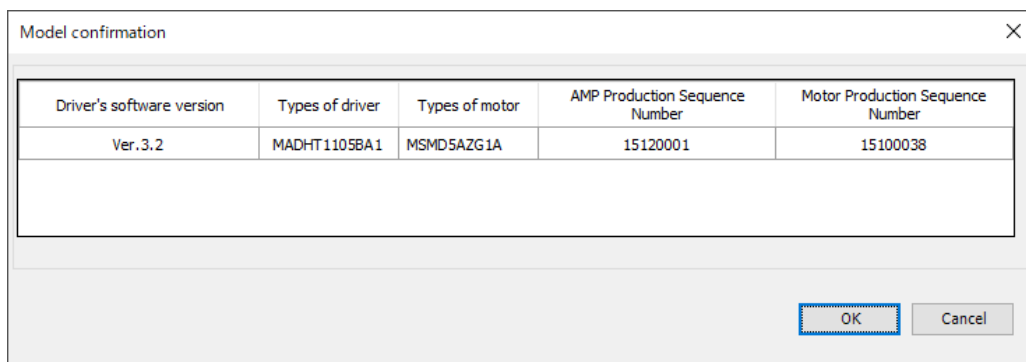 Model confirmation
Driver's software version Types of driver Types of motor AMP Production Sequence Number Motor Production Sequence Number
Ver.3.2 MADHT1105BA1 MSMD5AZG1A 15120001 15100038
OK Cancel